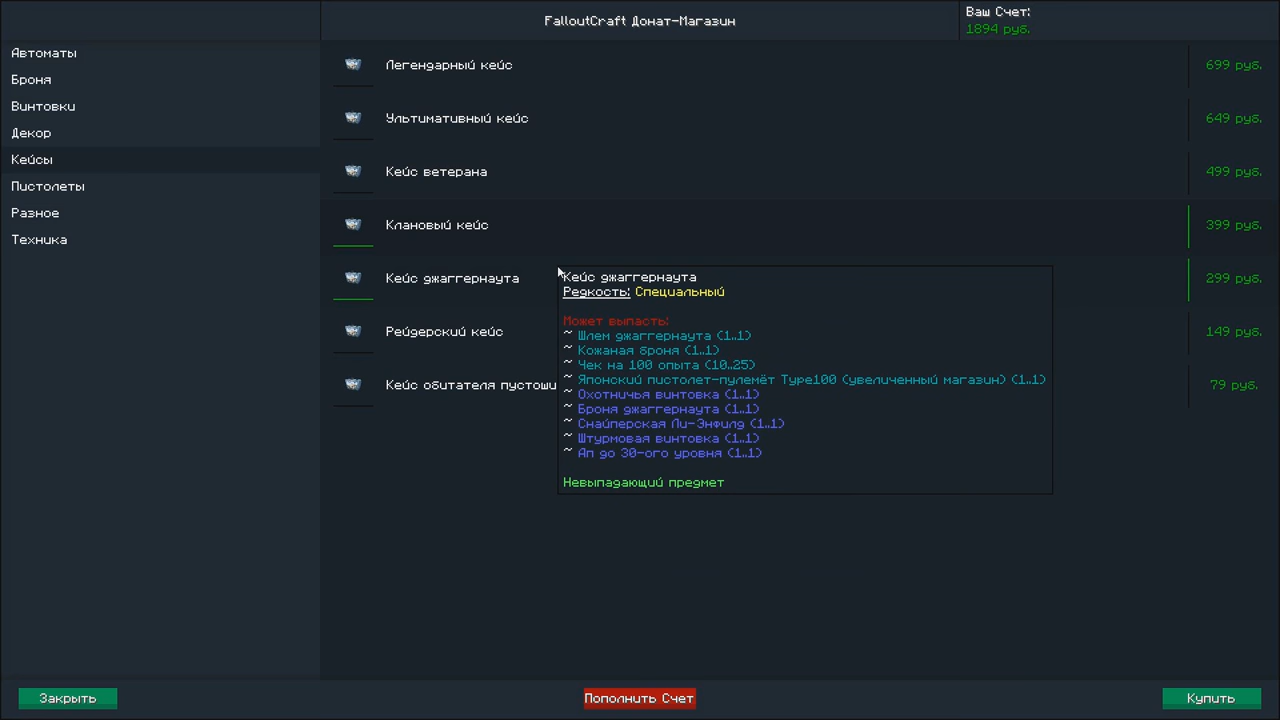 FalloutCraft Донат-Магазин
Ваш Счет:
1894 руб.
Автоматы
Броня
Винтовки
Декор
Кейсы
Пистолеты
Разное
Техника
Легендарный кейс
699 руб.
Ультимативный кейс
649 руб.
Кейс ветерана
499 руб.
Клановый кейс
399 руб.
Кейс джаггернаута
299 руб.
Рейдерский кейс
149 руб.
Кейс обитателя пустоши
79 руб.
Кейс джаггернаута
Редкость: Специальный
Может выпасть:
~ Шлем джаггернаута (1..1)
~ Кожаная броня (1..1)
~ Чек на 100 опыта (10..25)
~ Японский пистолет-пулемёт Type100 (увеличенный магазин) (1..1)
~ Охотничья винтовка (1..1)
~ Броня джаггернаута (1..1)
~ Снайперская Ли-Энфилд (1..1)
~ Штурмовая винтовка (1..1)
~ Ап до 30-ого уровня (1..1)
Невыпадающий предмет
Закрыть
Пополнить Счет
Купить